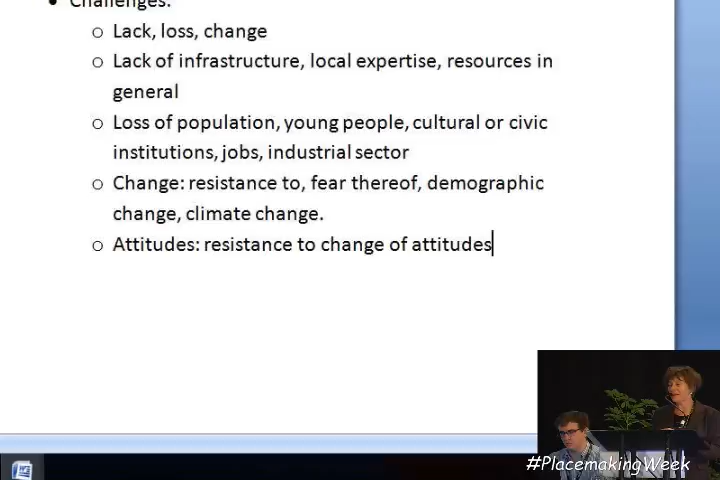 Challenges:
Lack, loss, change
Lack of infrastructure, local expertise, resources in
general
Loss of population, young people, cultural or civic
institutions, jobs, industrial sector
Change: resistance to, fear thereof, demographic
change, climate change.
Attitudes: resistance to change of attitudes
#PlacemakingWeek